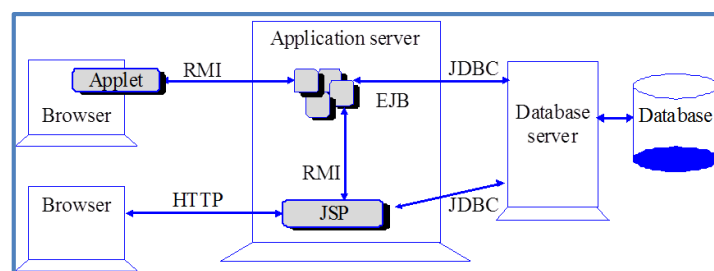 Application server
Applet
RMI
JDBC
Browser
EJB
Database
server
Database
RMI
Browser
HTTP
JSP
JDBC